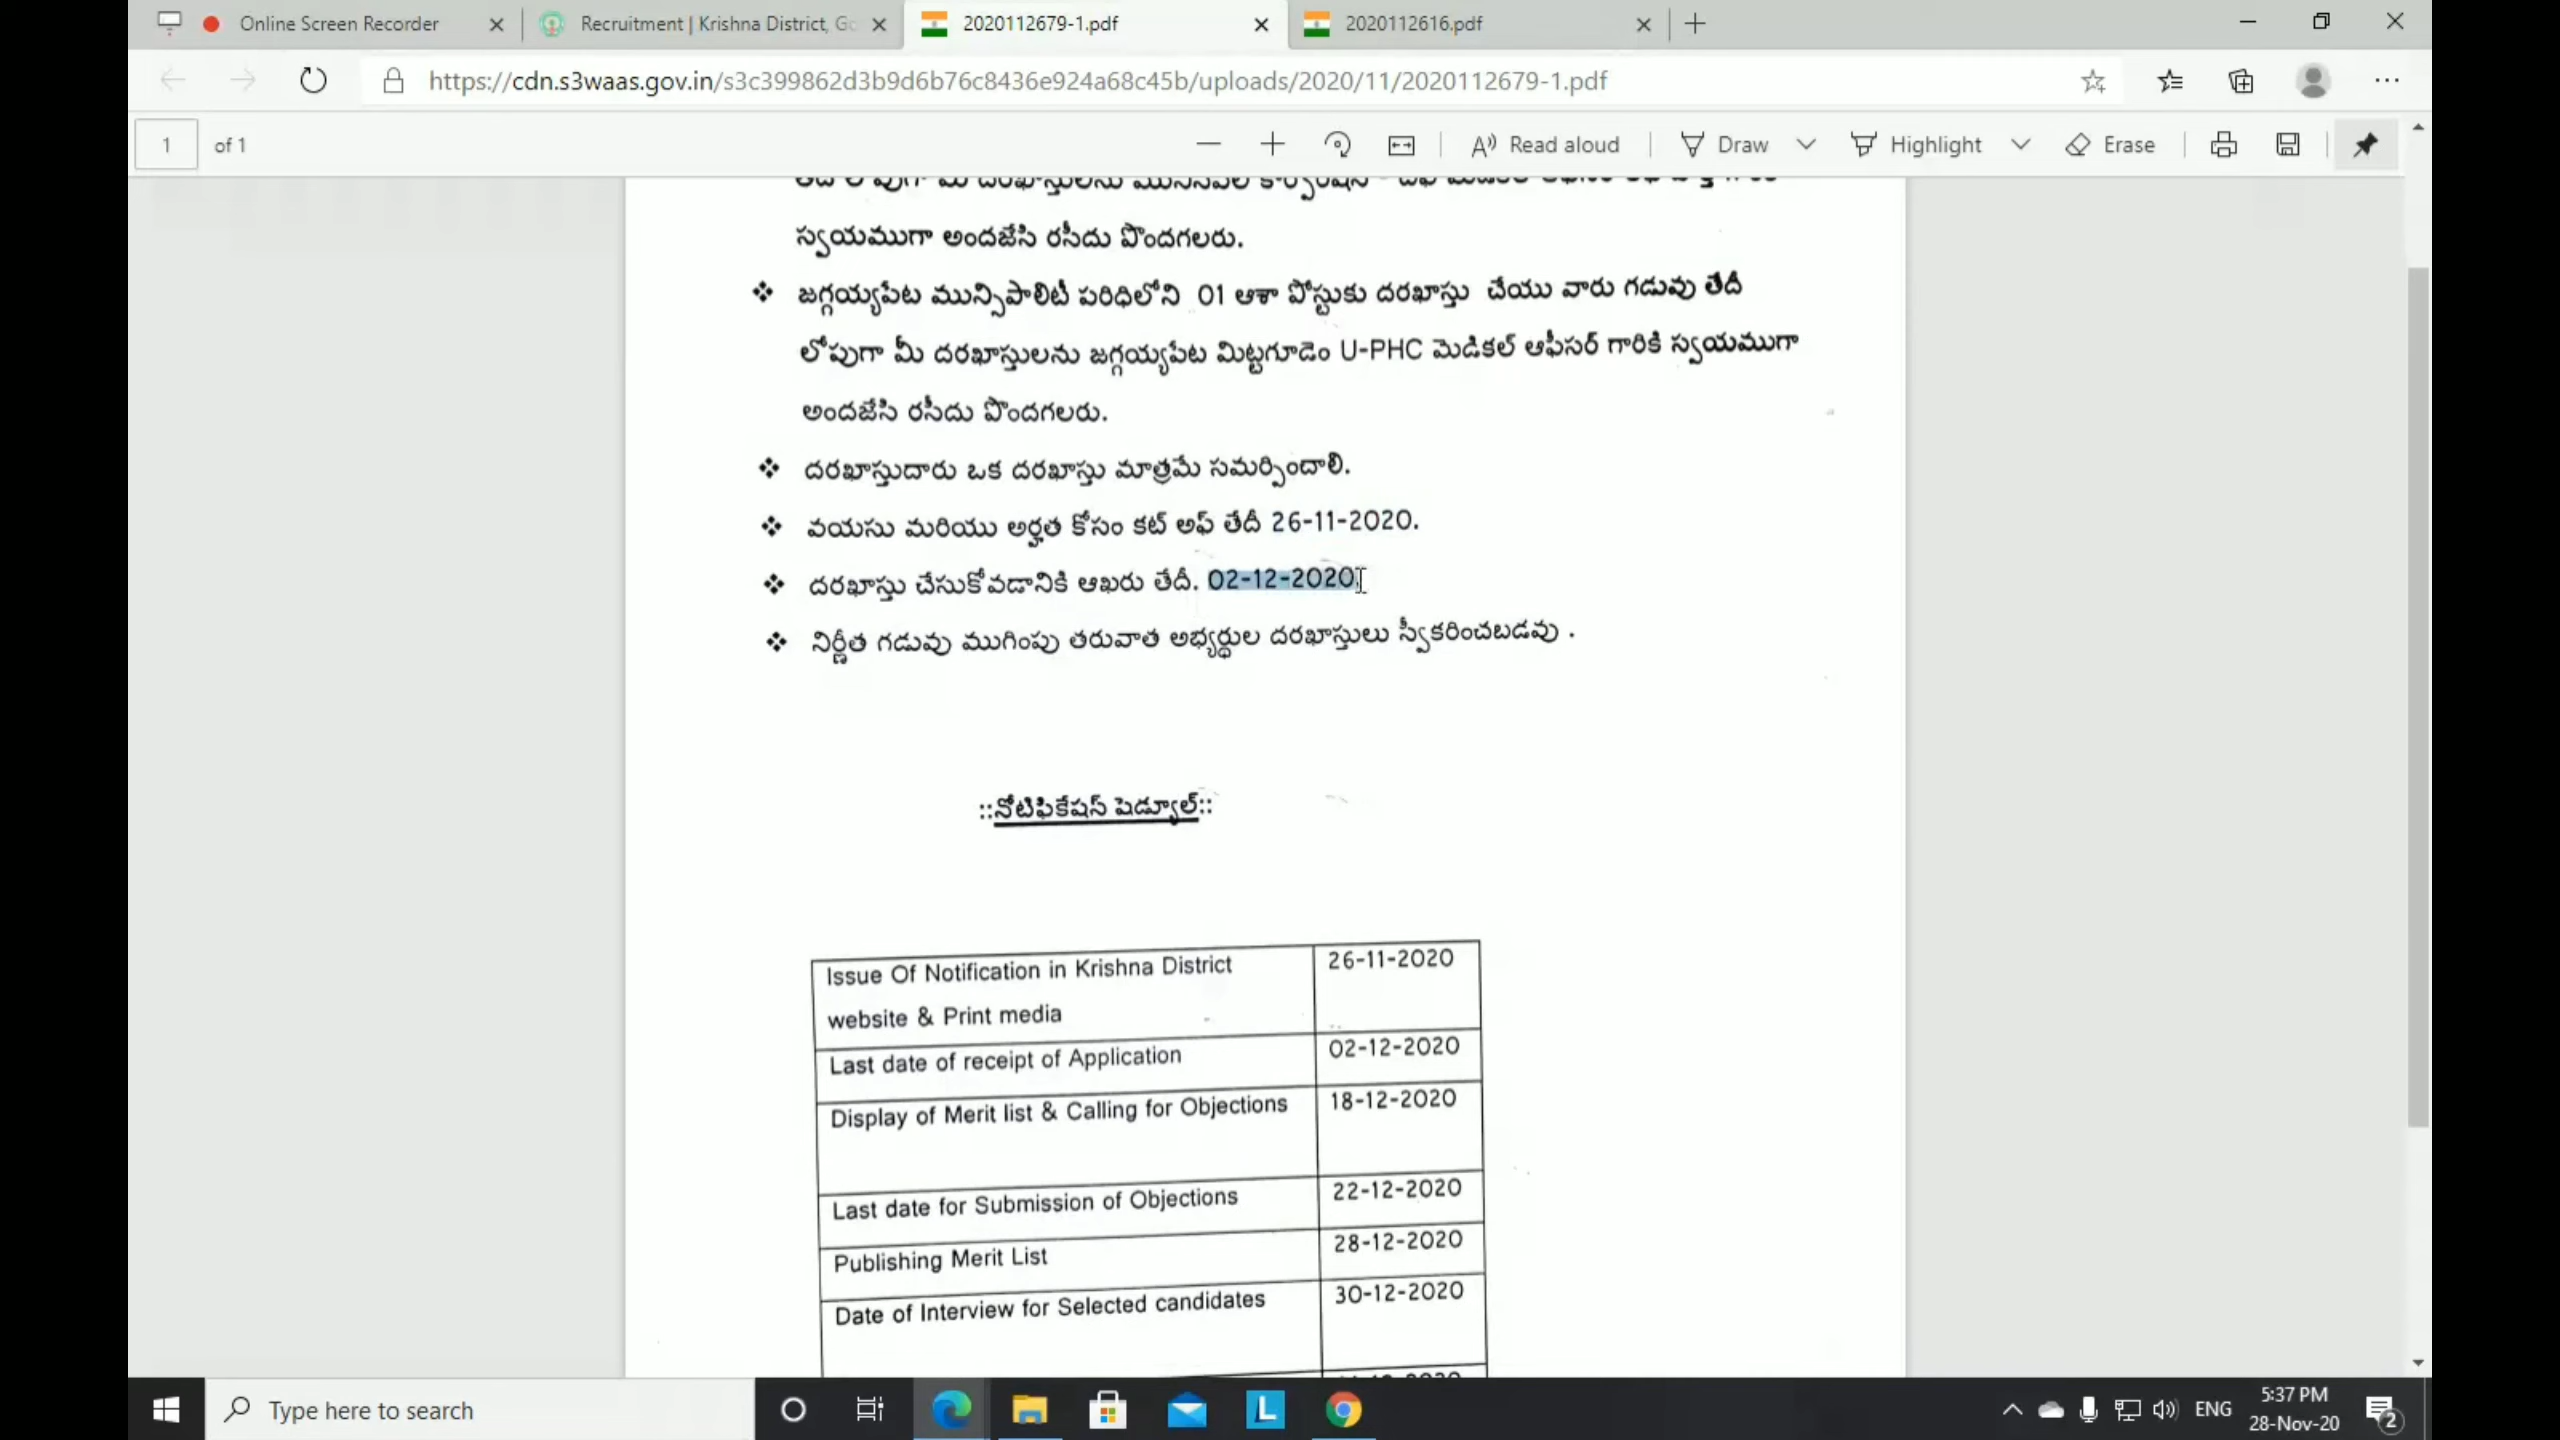 Online Screen Recorder
Recruitment | Krishna District, Go
2020112679-1.pdf
2020112616.pdf
https://cdn.s3waas.gov.in/s3c399862d3b9d6b76c8436e924a68c45b/uploads/2020/11/2020112679-1.pdf
1 of 1
Read aloud
Draw
Highlight
Erase
స్వయముగా అందజేసి రసీదు పొందగలరు.
❖ జగ్గయ్యపేట మున్సిపాలిటీ పరిధిలోని 01 ఆశా పోస్టుకు దరఖాస్తు చేయు వారు గడువు తేదీ
లోపుగా మీ దరఖాస్తులను జగ్గయ్యపేట మిట్టగూడెం U-PHC మెడికల్ ఆఫీసర్ గారికి స్వయముగా
అందజేసి రసీదు పొందగలరు.
❖ దరఖాస్తుదారు ఒక దరఖాస్తు మాత్రమే సమర్పించాలి.
❖ వయసు మరియు అర్హత కోసం కట్ అఫ్ తేదీ 26-11-2020.
❖ దరఖాస్తు చేసుకోవడానికి ఆఖరు తేదీ. 02-12-2020.
❖ నిర్ణీత గడువు ముగింపు తరువాత అభ్యర్థుల దరఖాస్తులు స్వీకరించబడవు .
::నోటిఫికేషన్ షెడ్యూల్::
Issue Of Notification in Krishna District 26-11-2020
website & Print media
Last date of receipt of Application 02-12-2020
Display of Merit list & Calling for Objections 18-12-2020
Last date for Submission of Objections 22-12-2020
Publishing Merit List 28-12-2020
Date of Interview for Selected candidates 30-12-2020
Type here to search
ENG
5:37 PM
28-Nov-20
2